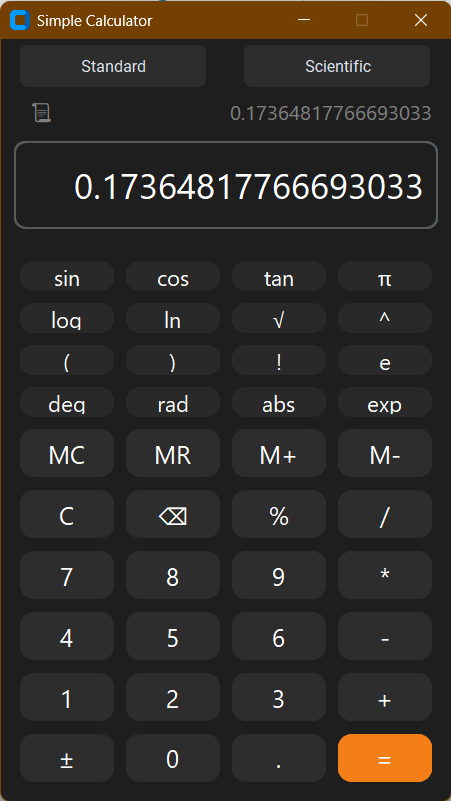 Simple Calculator
Standard Scientific
0.17364817766693033
0.17364817766693033
sin cos tan π
log ln √ ^
( ) ! e
deg rad abs exp
MC MR M+ M-
C ⌫ % /
7 8 9 *
4 5 6 -
1 2 3 +
± 0 . =